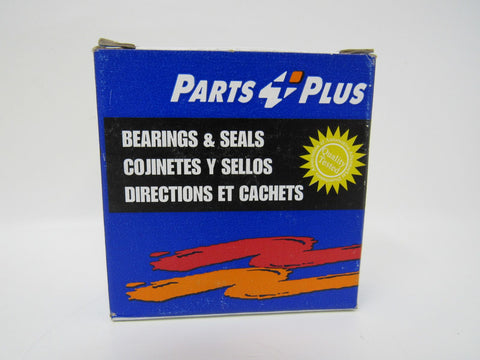 PARTS PLUS
BEARINGS & SEALS
COJINETES Y SELLOS
DIRECTIONS ET CACHETS
Quality
Tested